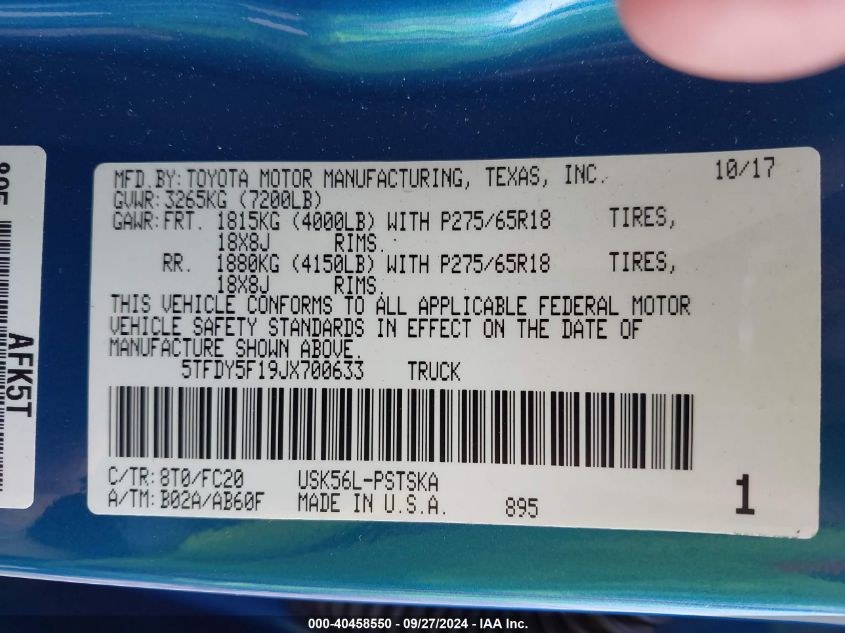 MFD.BY:TOYOTA MOTOR MANUFACTURING, TEXAS, INC. 10/17
GVWR:3265KG (7200LB)
GAWR:FRT. 1815KG (4000LB) WITH P275/65R18 TIRES,
18X8J RIMS.
RR. 1880KG (4150LB) WITH P275/65R18 TIRES,
18X8J RIMS.
THIS VEHICLE CONFORMS TO ALL APPLICABLE FEDERAL MOTOR
VEHICLE SAFETY STANDARDS IN EFFECT ON THE DATE OF
MANUFACTURE SHOWN ABOVE.
5TFDY5F19JX700633 TRUCK
C/TR:8T0/FC20 USK56L-PSTSKA
A/TM:B02A/AB60F MADE IN U.S.A. 895 1
895
AFK5T
000-40458550 - 09/27/2024 - IAA Inc.